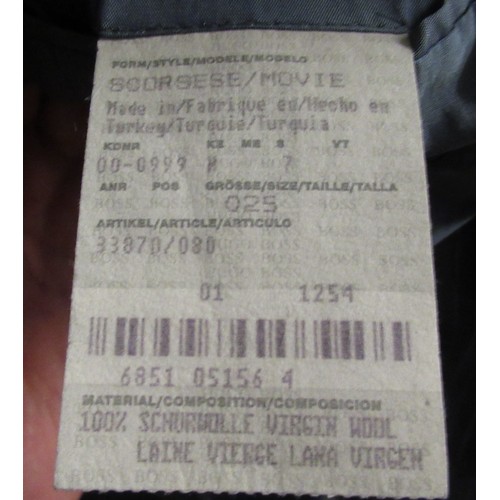 FORM/STYLE/MODELE/MODELO
SCORSESE/MOVIE
Made in/Fabriqué en/Hecho en
Turkey/Turquie/Turquia
KDNR KE ME S VT
00-0999 M 7
ANR POS GRÖSSE/SIZE/TAILLE/TALLA
025
ARTIKEL/ARTICLE/ARTICULO
33870/080
01 1254
6851 05156 4
MATERIAL/COMPOSITION/COMPOSICION
100% SCHURWOLLE VIRGIN WOOL
LAINE VIERGE LANA VIRGEN